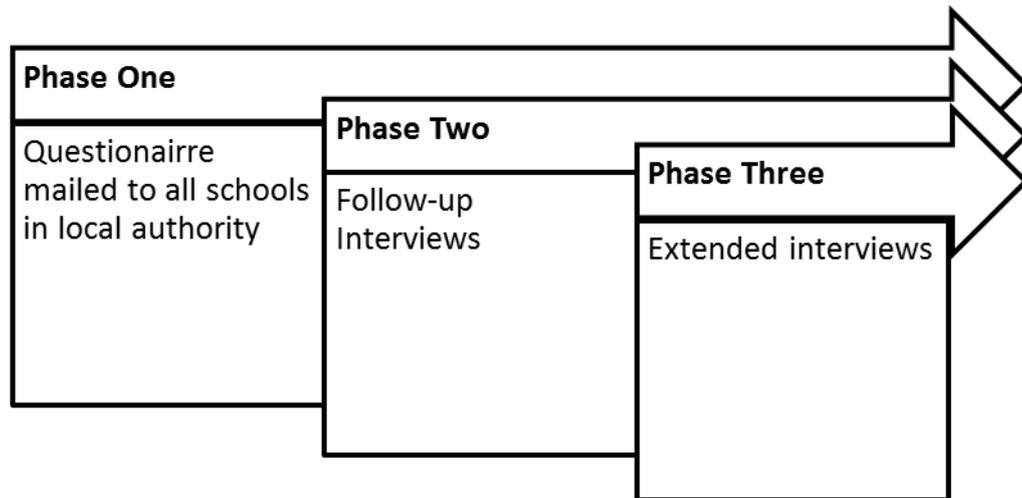 Phase One
Questionairre
mailed to all schools
in local authority
Phase Two
Follow-up
Interviews
Phase Three
Extended interviews